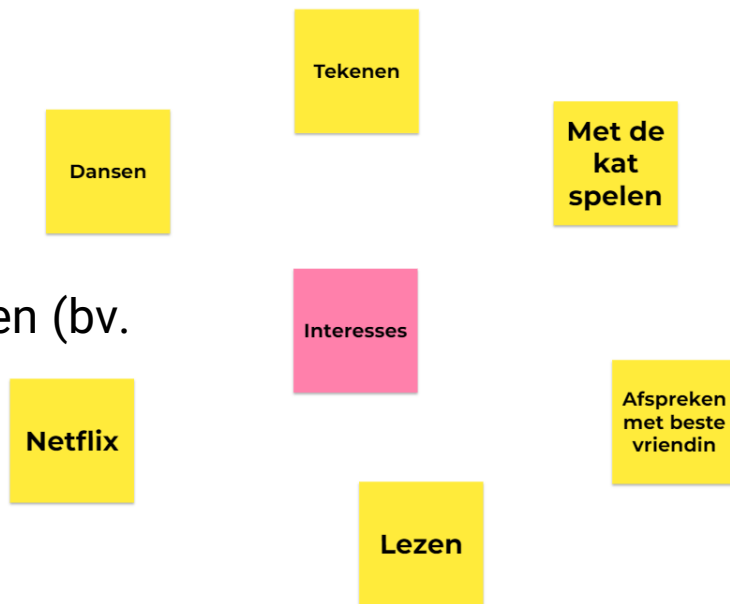 Tekenen
Dansen
Met de
kat
spelen
Interesses
en (bv.
Netflix
Afspreken
met beste
vriendin
Lezen